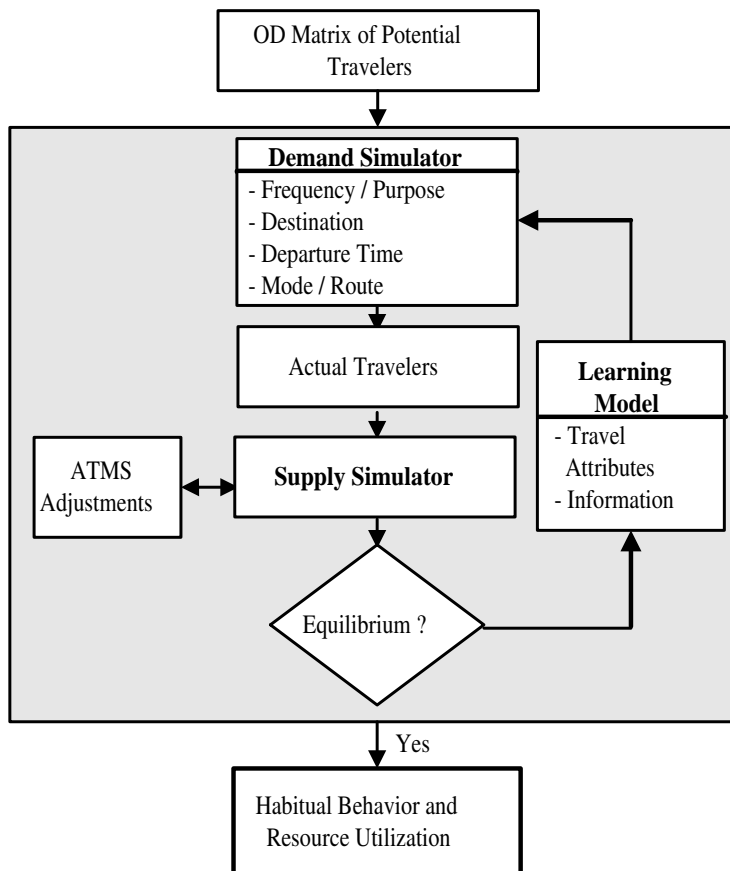 OD Matrix of Potential
Travelers
Demand Simulator
- Frequency / Purpose
- Destination
- Departure Time
- Mode / Route
Actual Travelers
Learning
Model
- Travel
Attributes
- Information
ATMS
Adjustments
Supply Simulator
Equilibrium ?
Yes
Habitual Behavior and
Resource Utilization